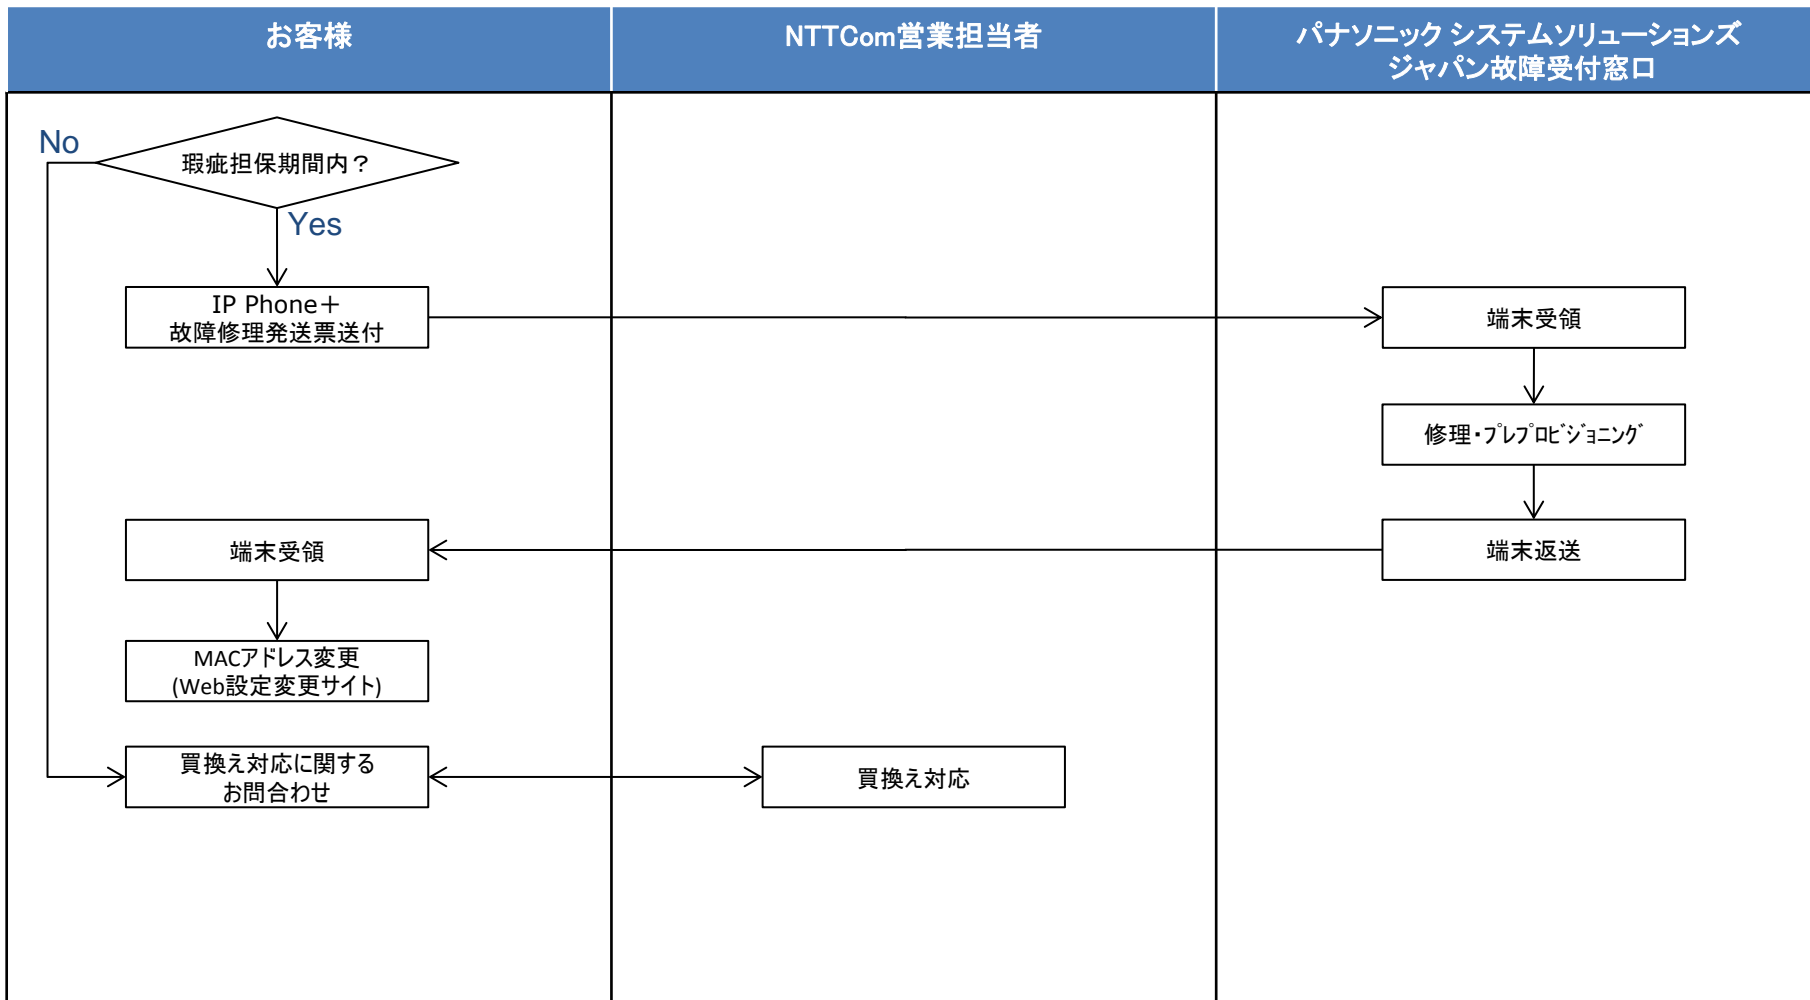 お客様
NTTCom営業担当者
パナソニック システムソリューションズ
ジャパン故障受付窓口
No
瑕疵担保期間内？
Yes
IP Phone＋
故障修理発送票送付
端末受領
修理・ﾌﾟﾚﾌﾟﾛﾋﾞｼﾞｮﾆﾝｸﾞ
端末受領
端末返送
MACアドレス変更
(Web設定変更サイト)
買換え対応に関する
お問合わせ
買換え対応